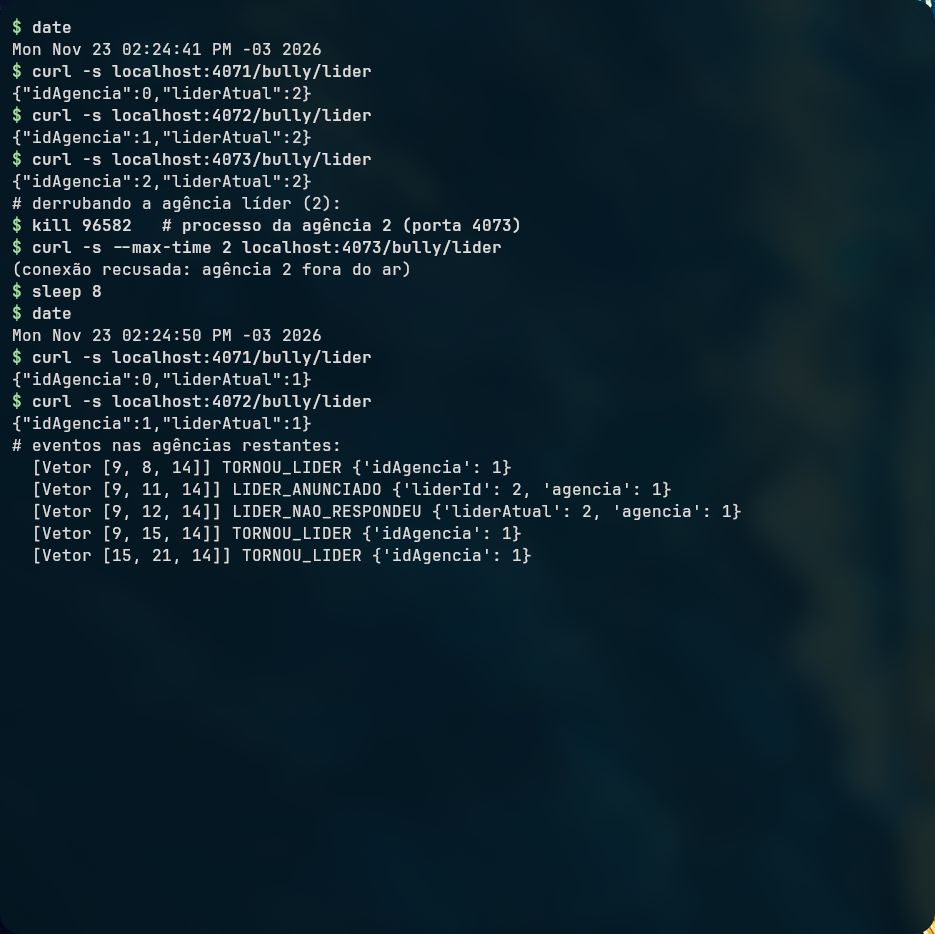 $ date
Mon Nov 23 02:24:41 PM -03 2026
$ curl -s localhost:4071/bully/lider
{"idAgencia":0,"liderAtual":2}
$ curl -s localhost:4072/bully/lider
{"idAgencia":1,"liderAtual":2}
$ curl -s localhost:4073/bully/lider
{"idAgencia":2,"liderAtual":2}
# derrubando a agência líder (2):
$ kill 96582   # processo da agência 2 (porta 4073)
$ curl -s --max-time 2 localhost:4073/bully/lider
(conexão recusada: agência 2 fora do ar)
$ sleep 8
$ date
Mon Nov 23 02:24:50 PM -03 2026
$ curl -s localhost:4071/bully/lider
{"idAgencia":0,"liderAtual":1}
$ curl -s localhost:4072/bully/lider
{"idAgencia":1,"liderAtual":1}
# eventos nas agências restantes:
  [Vetor [9, 8, 14]] TORNOU_LIDER {'idAgencia': 1}
  [Vetor [9, 11, 14]] LIDER_ANUNCIADO {'liderId': 2, 'agencia': 1}
  [Vetor [9, 12, 14]] LIDER_NAO_RESPONDEU {'liderAtual': 2, 'agencia': 1}
  [Vetor [9, 15, 14]] TORNOU_LIDER {'idAgencia': 1}
  [Vetor [15, 21, 14]] TORNOU_LIDER {'idAgencia': 1}